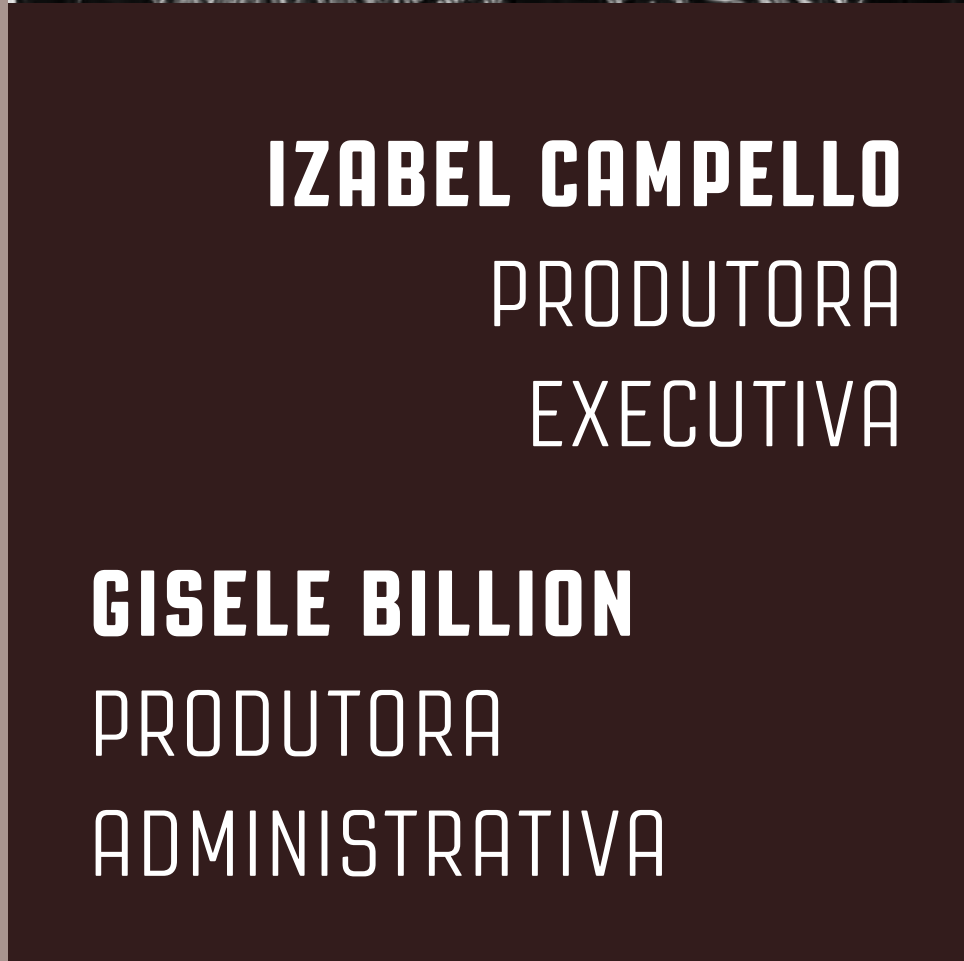 IZABEL CAMPELLO
PRODUTORA
EXECUTIVA
GISELE BILLION
PRODUTORA
ADMINISTRATIVA